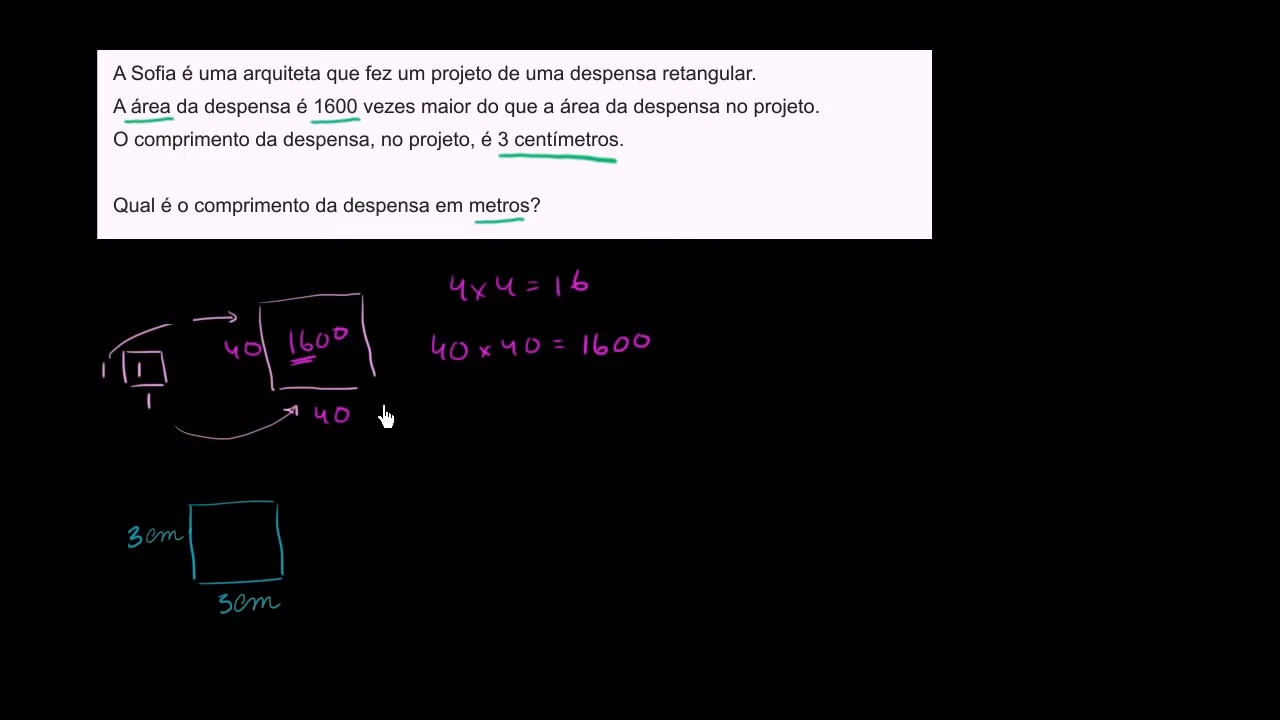 A Sofia é uma arquiteta que fez um projeto de uma despensa retangular.
A área da despensa é 1600 vezes maior do que a área da despensa no projeto.
O comprimento da despensa, no projeto, é 3 centímetros.
Qual é o comprimento da despensa em metros?
4 x 4 = 16
40 x 40 = 1600
40
1600
1
1
1
40
3cm
3cm